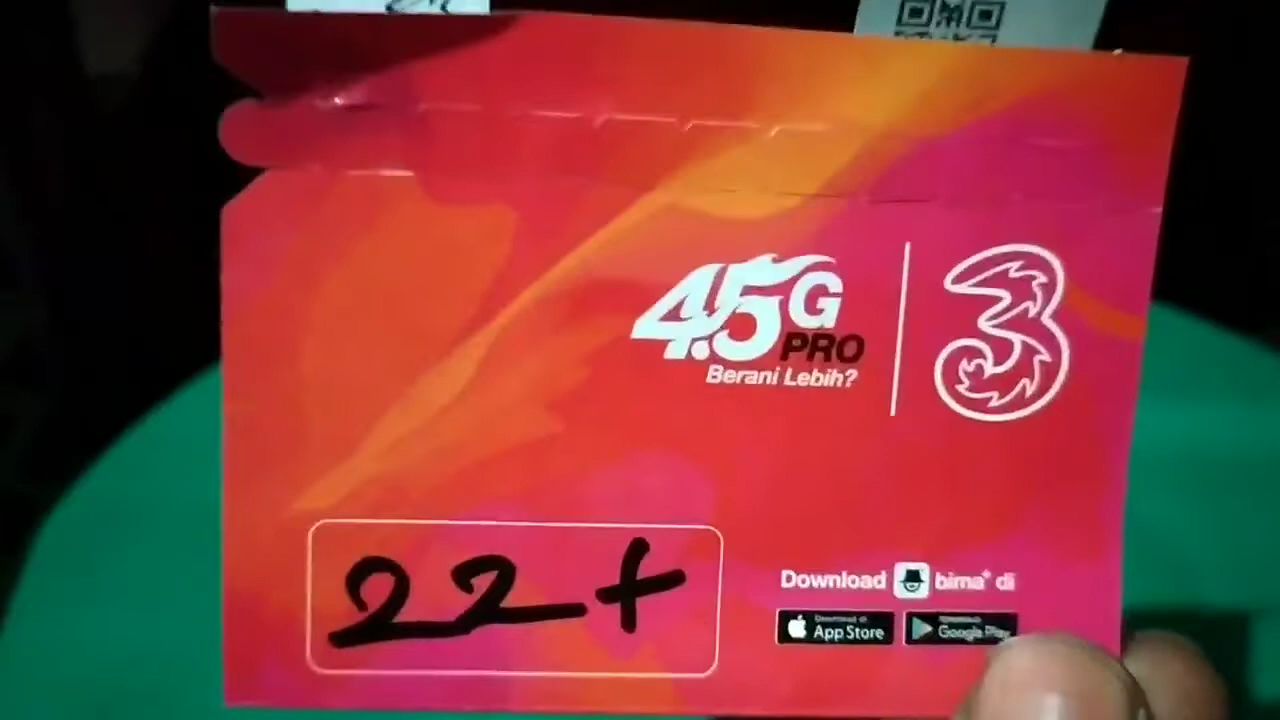 4.5G
PRO
Berani Lebih?
3
22+
Download bima+ di
App Store
Google Play